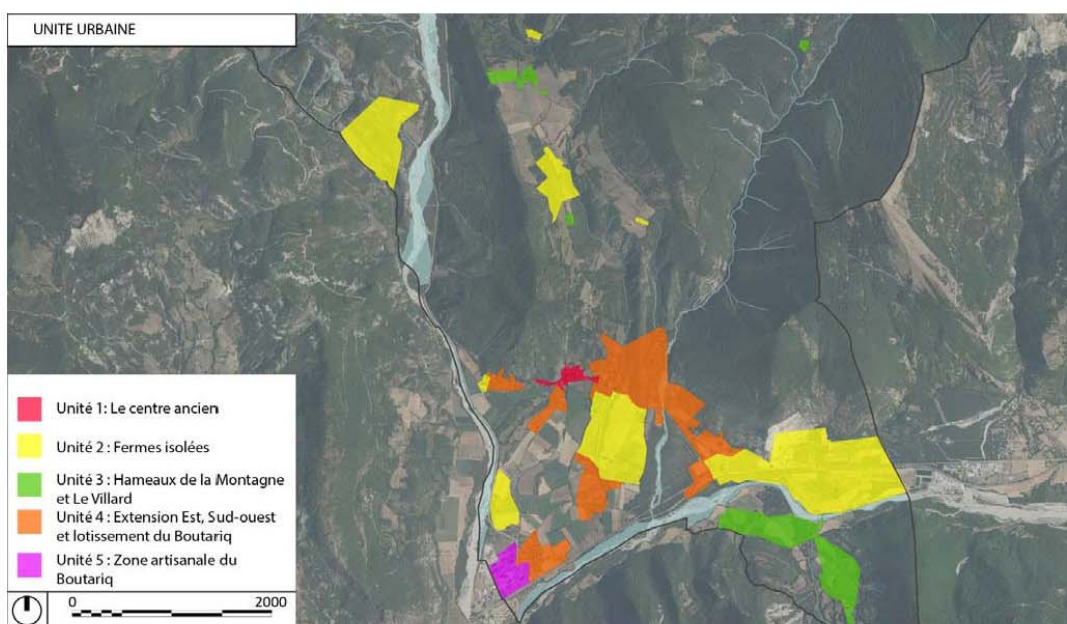 UNITE URBAINE
Unité 1: Le centre ancien
Unité 2: Fermes isolées
Unité 3 : Hameaux de la Montagne
et Le Villard
Unité 4 : Extension Est, Sud-ouest
et lotissement du Boutariq
Unité 5 : Zone artisanale du
Boutariq
0 2000